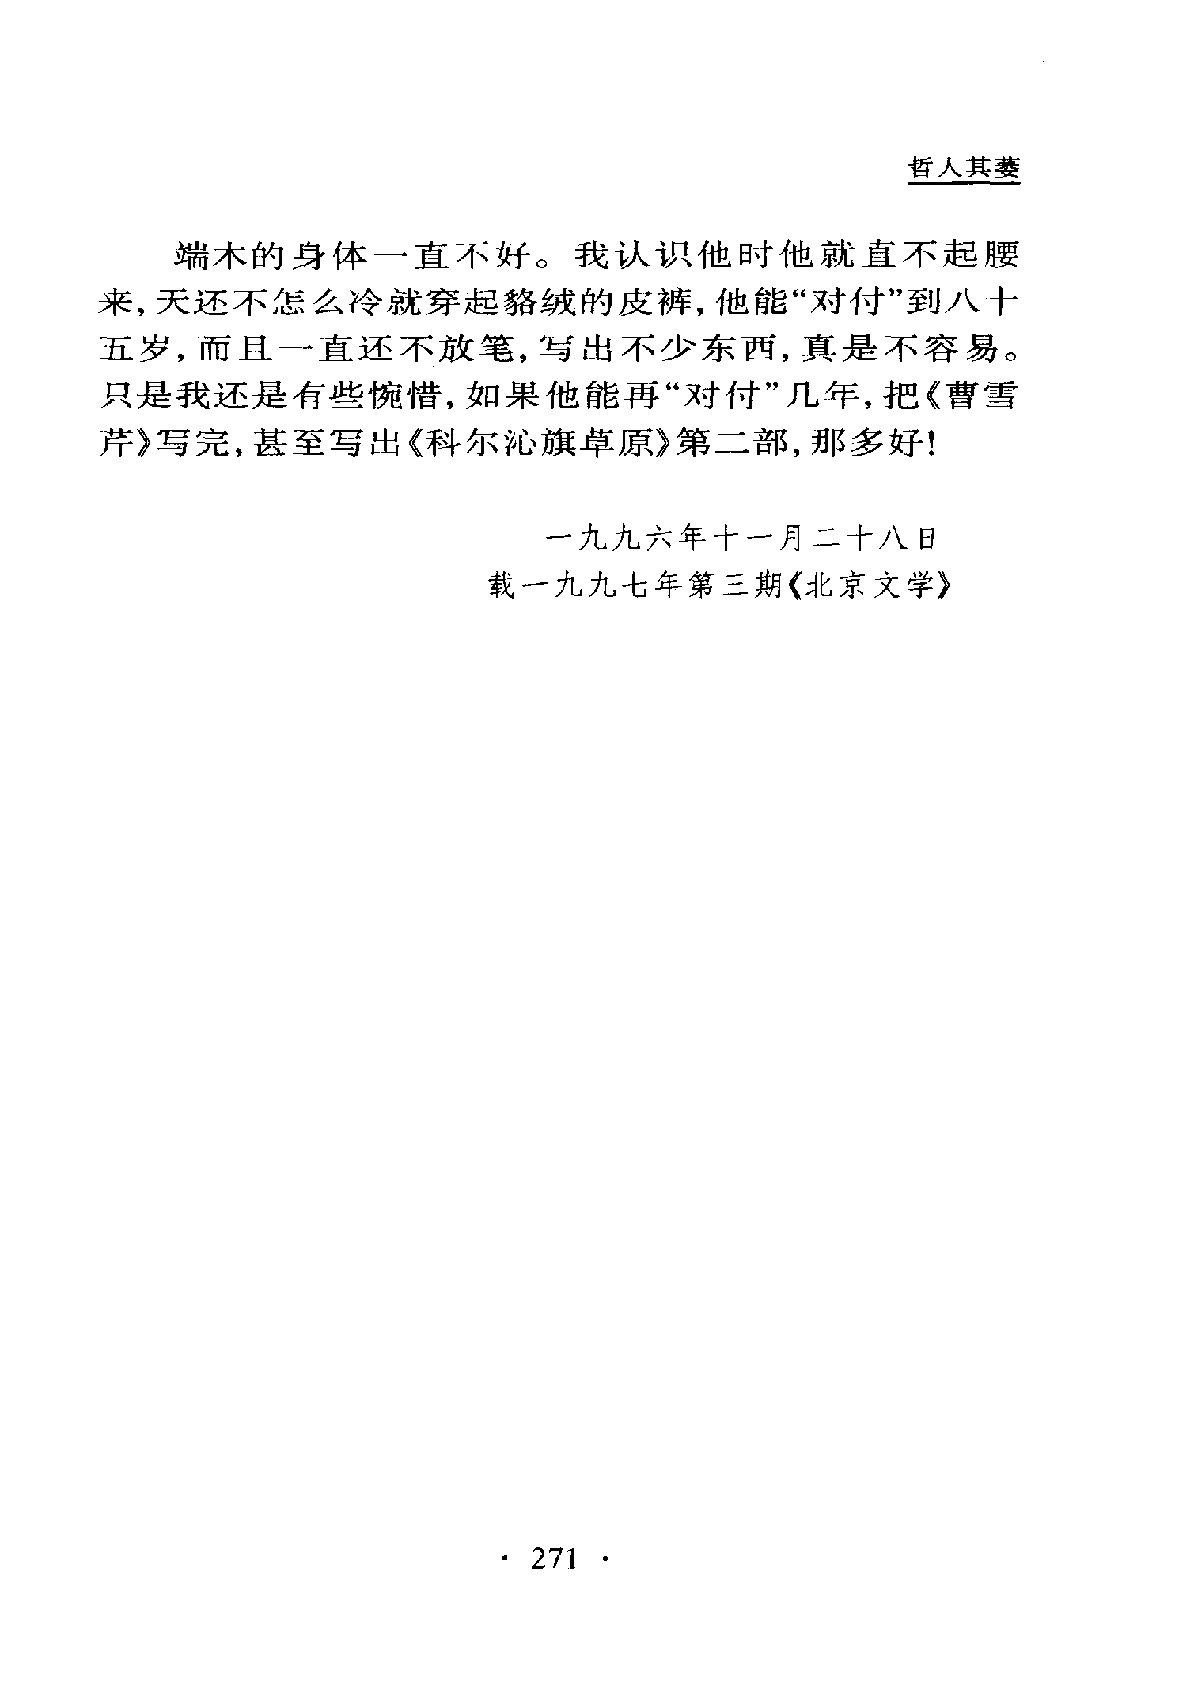 哲人其萎
端木的身体一直不好。我认识他时他就直不起腰
来,天还不怎么冷就穿起貉绒的皮裤,他能“对付”到八十
五岁,而且一直还不放笔,写出不少东西,真是不容易。
只是我还是有些惋惜,如果他能再“对付”几年,把《曹雪
芹》写完,甚至写出《科尔沁旗草原》第二部,那多好!
一九九六年十一月二十八日
载一九九七年第三期《北京文学》
· 271 ·